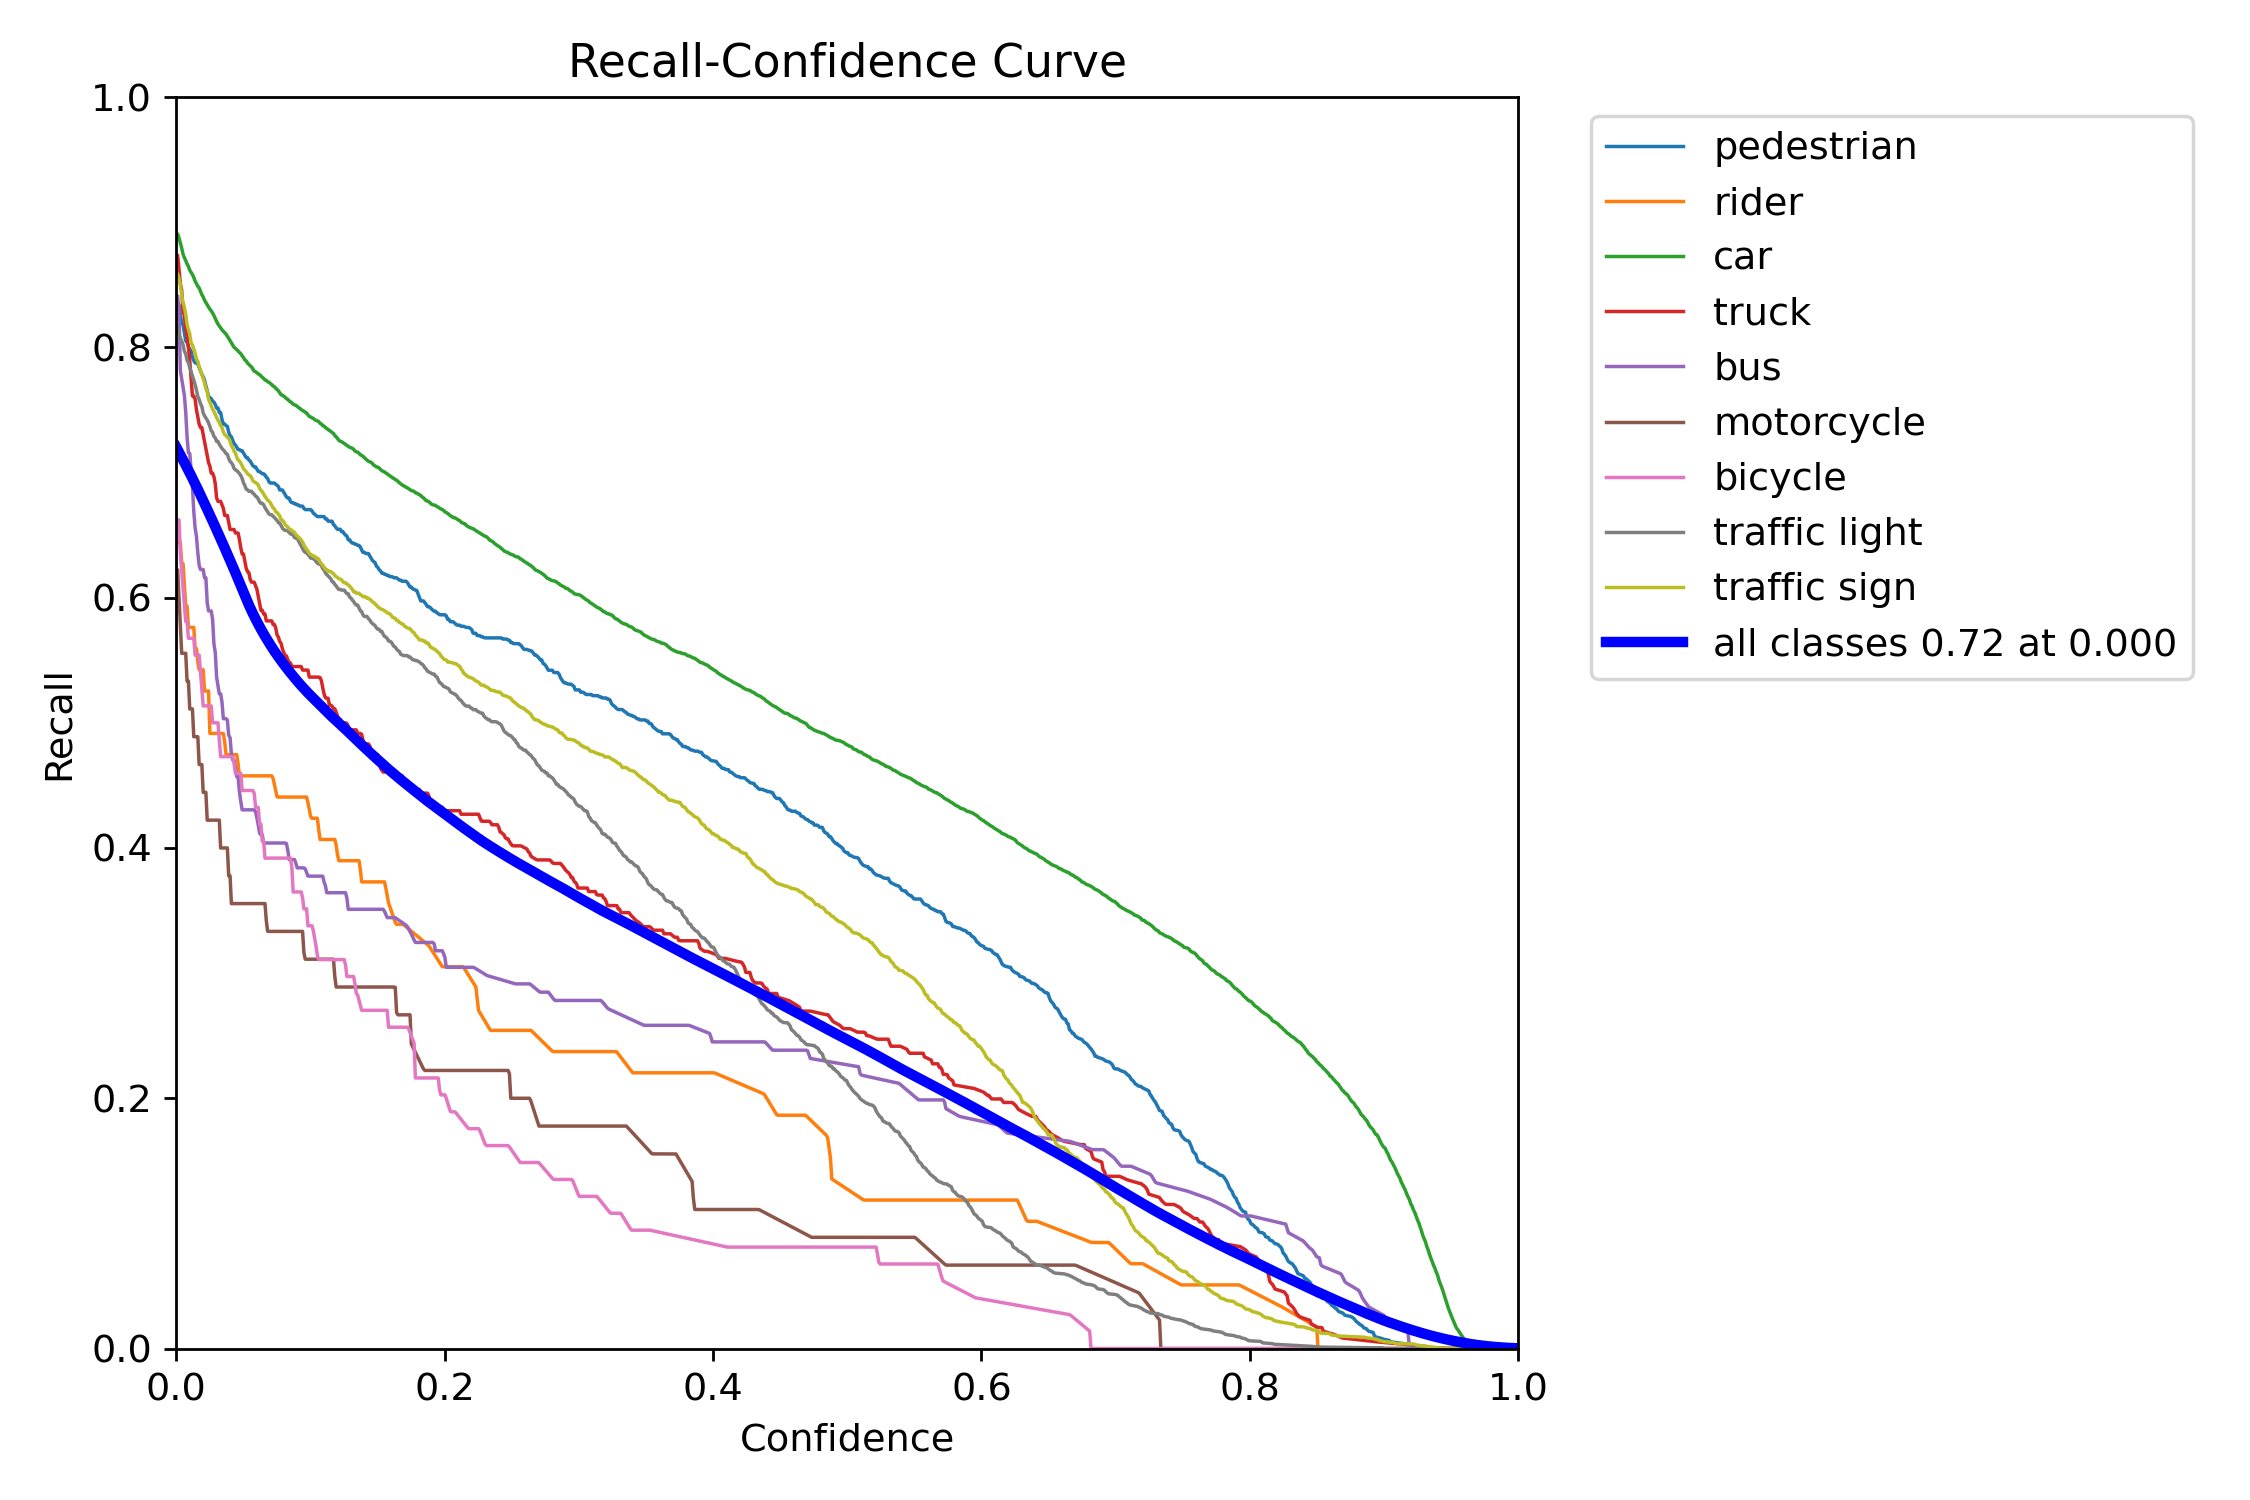 Recall-Confidence Curve
1.0
0.8
0.6
0.4
0.2
0.0
Recall
0.0 0.2 0.4 0.6 0.8 1.0
Confidence
pedestrian
rider
car
truck
bus
motorcycle
bicycle
traffic light
traffic sign
all classes 0.72 at 0.000